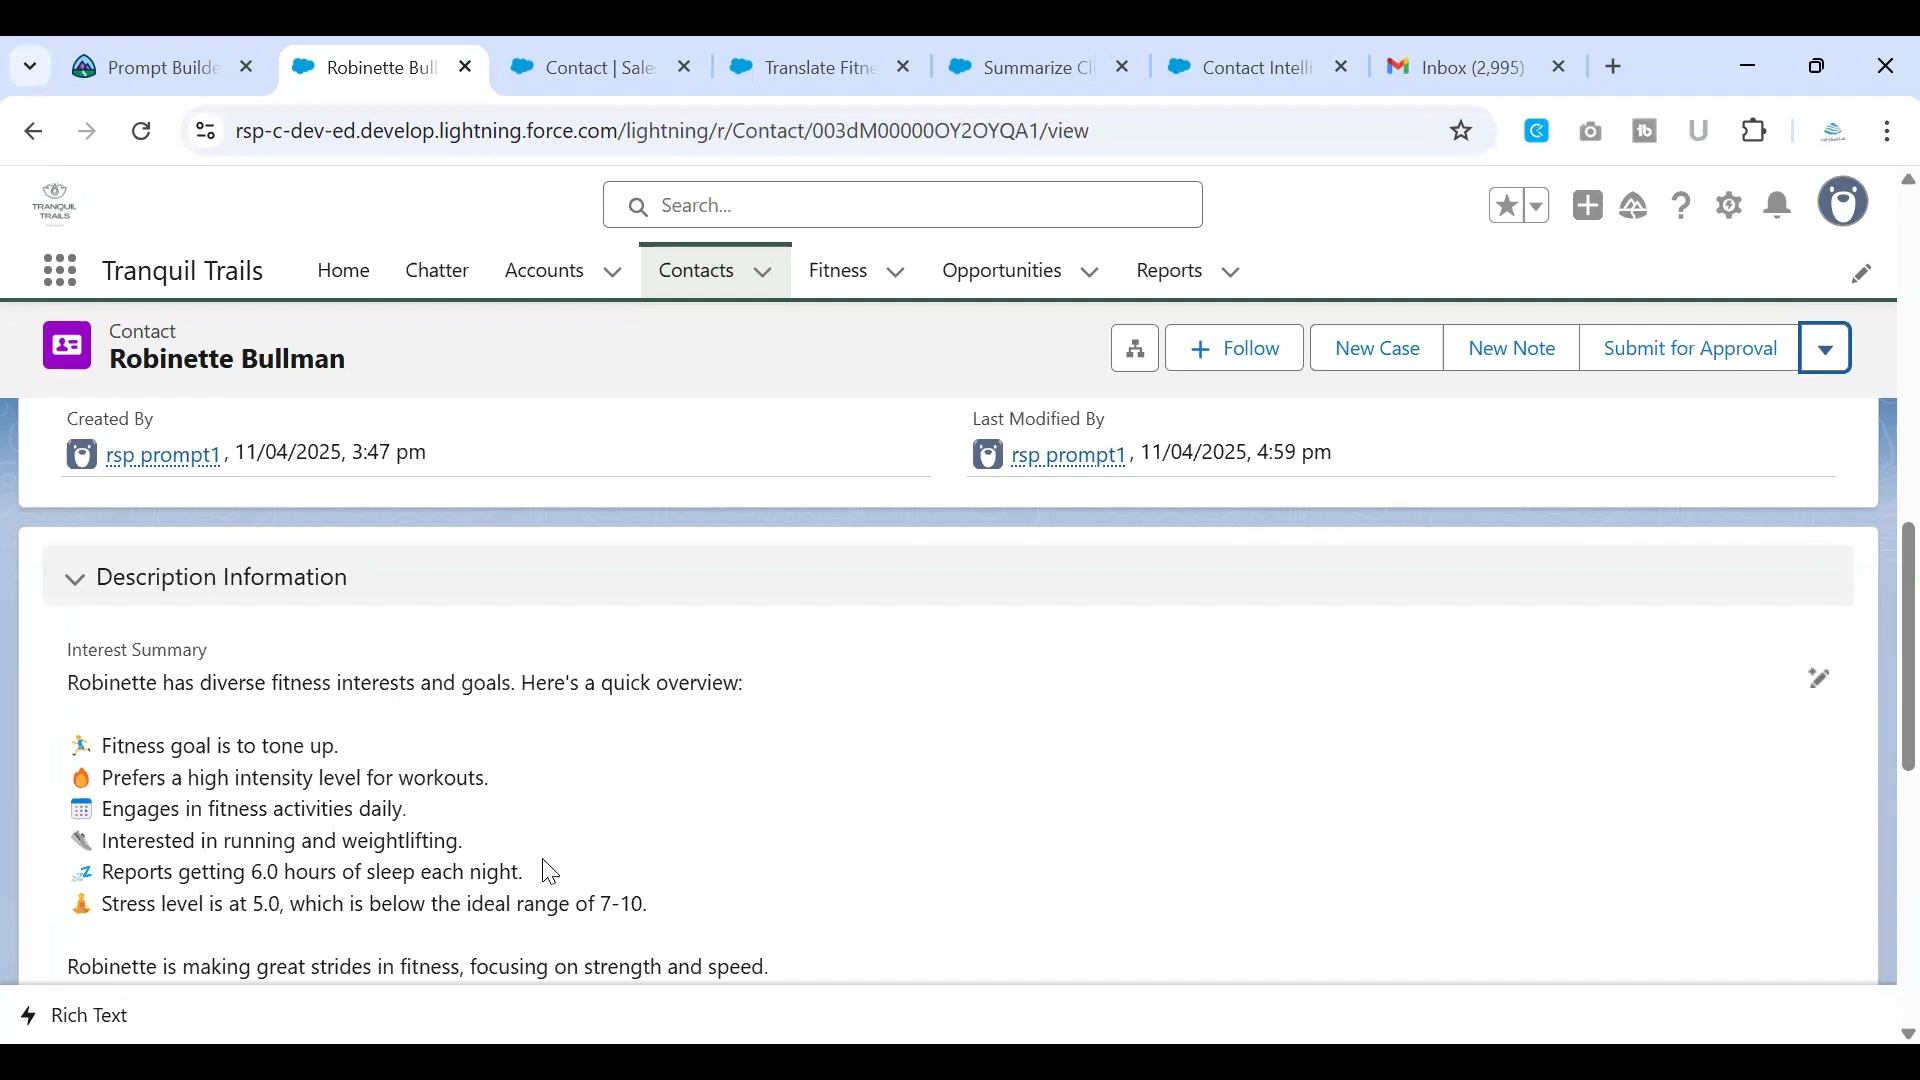 Prompt Builde
Robinette Bull
Contact | Sale
Translate Fitne
Summarize Cl
Contact Intelli
Inbox (2,995)
rsp-c-dev-ed.develop.lightning.force.com/lightning/r/Contact/003dM00000OY2OYQA1/view
TRANQUIL
TRAILS
Search...
Tranquil Trails
Home
Chatter
Accounts
Contacts
Fitness
Opportunities
Reports
Contact
Robinette Bullman
Follow
New Case
New Note
Submit for Approval
Created By
rsp prompt1, 11/04/2025, 3:47 pm
Last Modified By
rsp prompt1, 11/04/2025, 4:59 pm
Description Information
Interest Summary
Robinette has diverse fitness interests and goals. Here's a quick overview:
🏃 Fitness goal is to tone up.
🔥 Prefers a high intensity level for workouts.
📅 Engages in fitness activities daily.
👟 Interested in running and weightlifting.
💤 Reports getting 6.0 hours of sleep each night.
🧘 Stress level is at 5.0, which is below the ideal range of 7-10.
Robinette is making great strides in fitness, focusing on strength and speed.
Rich Text